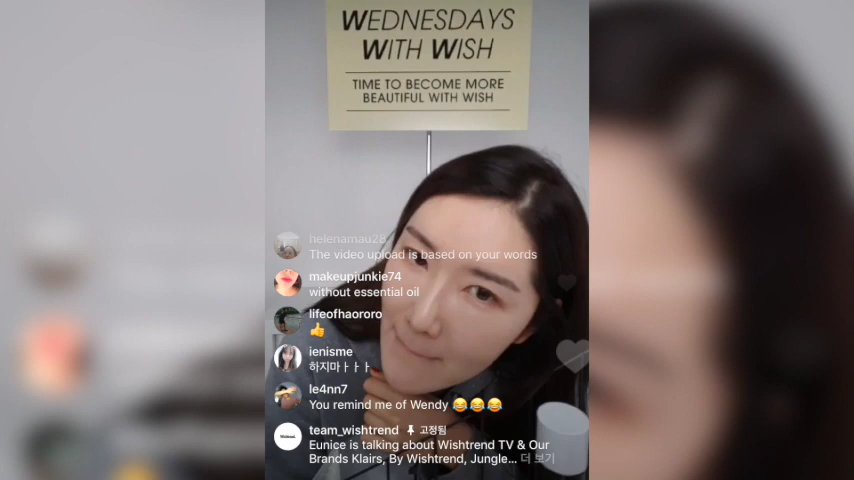 WEDNESDAYS
WITH WISH
TIME TO BECOME MORE
BEAUTIFUL WITH WISH
helenamau28
The video upload is based on your words
makeupjunkie74
without essential oil
lifeofhaororo
👍
ienisme
하지마ㅏㅏㅏ
le4nn7
You remind me of Wendy 😂😂😂
team_wishtrend 📌 고정됨
Eunice is talking about Wishtrend TV & Our
Brands Klairs, By Wishtrend, Jungle... 더 보기